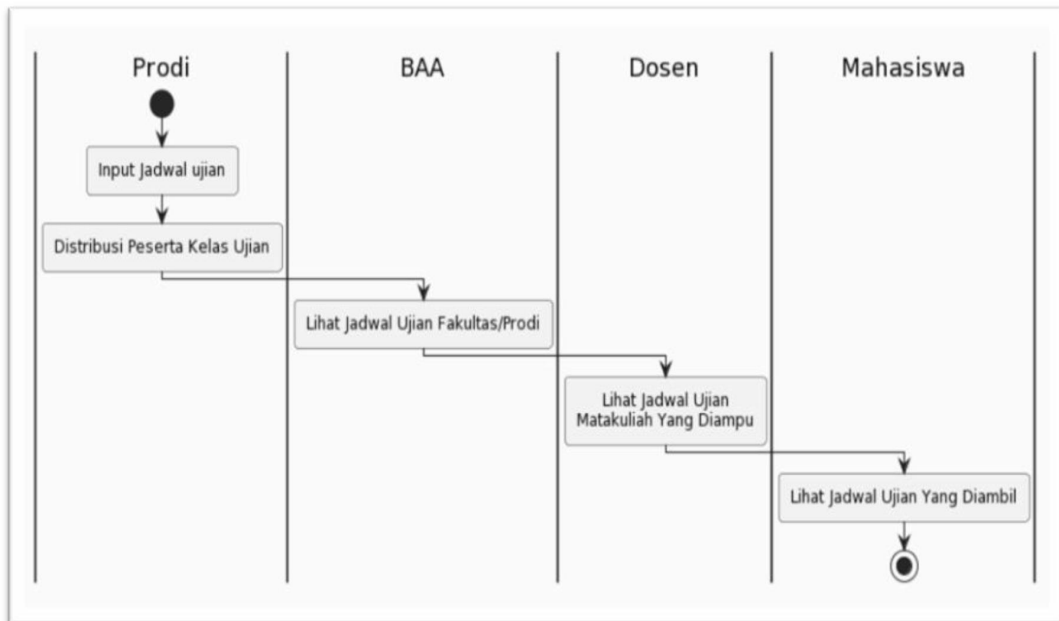 Prodi
BAA
Dosen
Mahasiswa
Input Jadwal ujian
Distribusi Peserta Kelas Ujian
Lihat Jadwal Ujian Fakultas/Prodi
Lihat Jadwal Ujian
Matakuliah Yang Diampu
Lihat Jadwal Ujian Yang Diambil